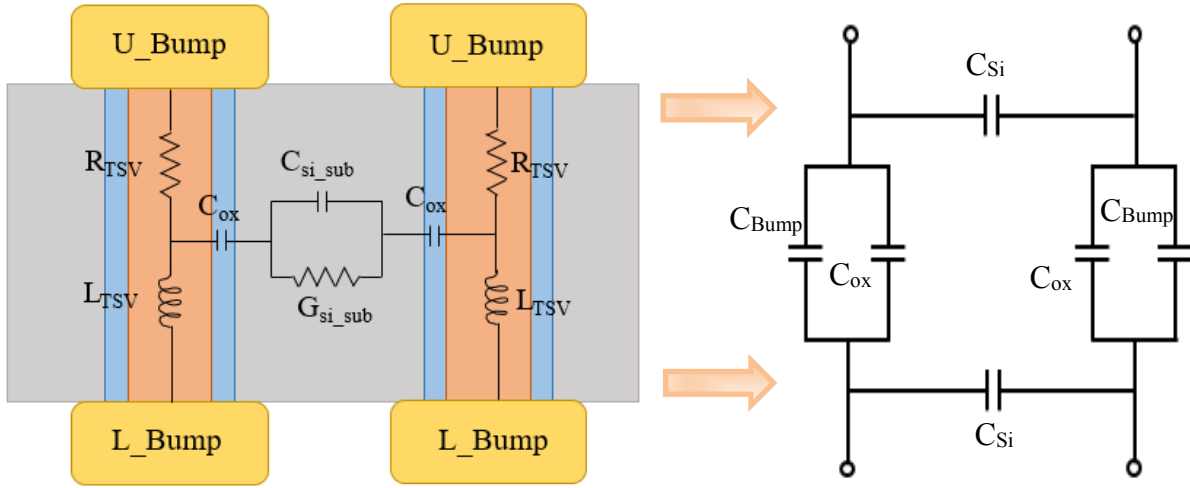 U_Bump
U_Bump
R_TSV
C_si_sub
R_TSV
C_ox
C_ox
L_TSV
G_si_sub
L_TSV
L_Bump
L_Bump
C_Si
C_Bump
C_Bump
C_ox
C_ox
C_Si